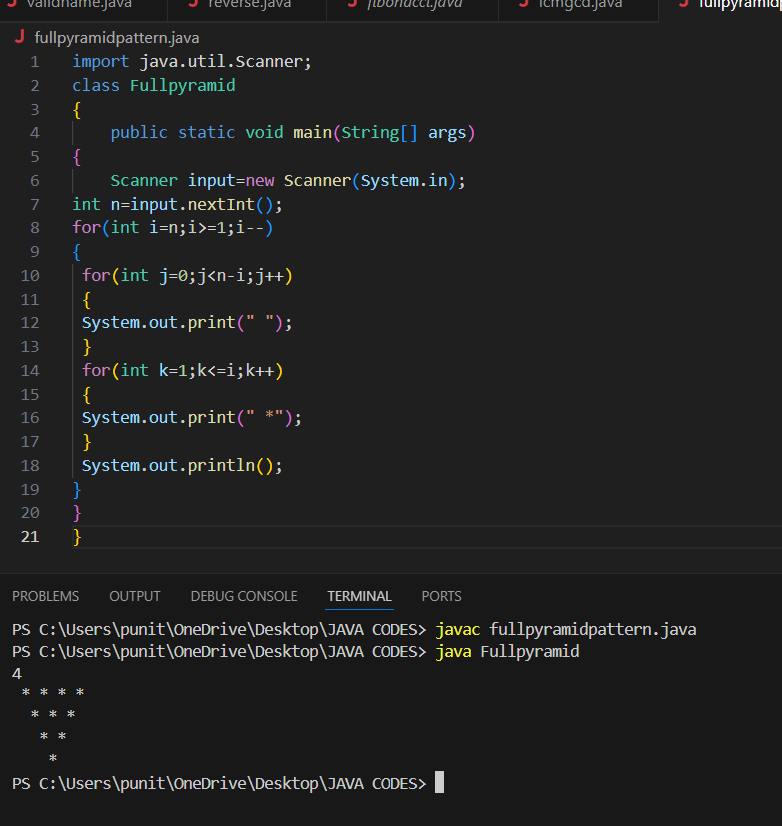 validname.java reverse.java fibonacci.java lcmgcd.java fullpyramidp
fullpyramidpattern.java
1 import java.util.Scanner;
2 class Fullpyramid
3 {
4 public static void main(String[] args)
5 {
6 Scanner input=new Scanner(System.in);
7 int n=input.nextInt();
8 for(int i=n;i>=1;i--)
9 {
10 for(int j=0;j<n-i;j++)
11 {
12 System.out.print(" ");
13 }
14 for(int k=1;k<=i;k++)
15 {
16 System.out.print(" *");
17 }
18 System.out.println();
19 }
20 }
21 }
PROBLEMS OUTPUT DEBUG CONSOLE TERMINAL PORTS
PS C:\Users\punit\OneDrive\Desktop\JAVA CODES> javac fullpyramidpattern.java
PS C:\Users\punit\OneDrive\Desktop\JAVA CODES> java Fullpyramid
4
 * * * *
  * * *
   * *
    *
PS C:\Users\punit\OneDrive\Desktop\JAVA CODES>